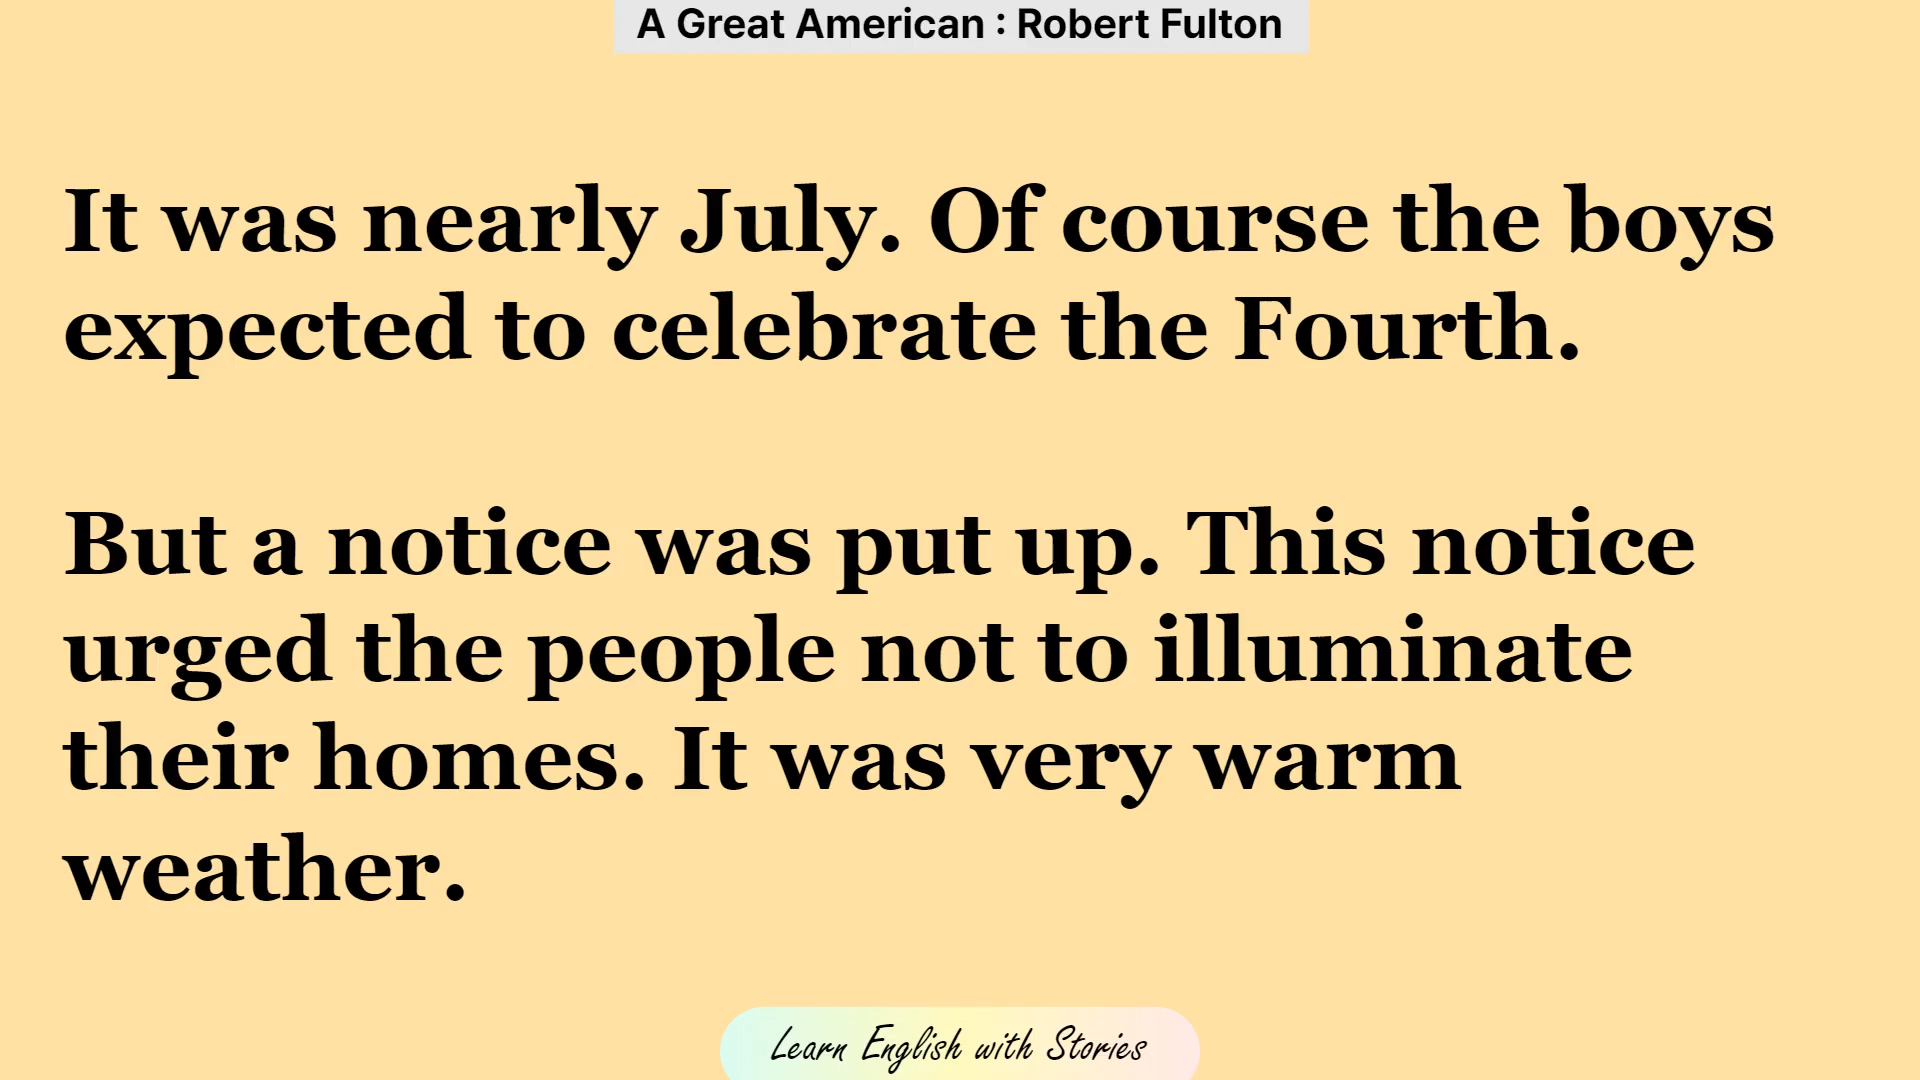 A Great American : Robert Fulton
It was nearly July. Of course the boys
expected to celebrate the Fourth.
But a notice was put up. This notice
urged the people not to illuminate
their homes. It was very warm
weather.
Learn English with Stories